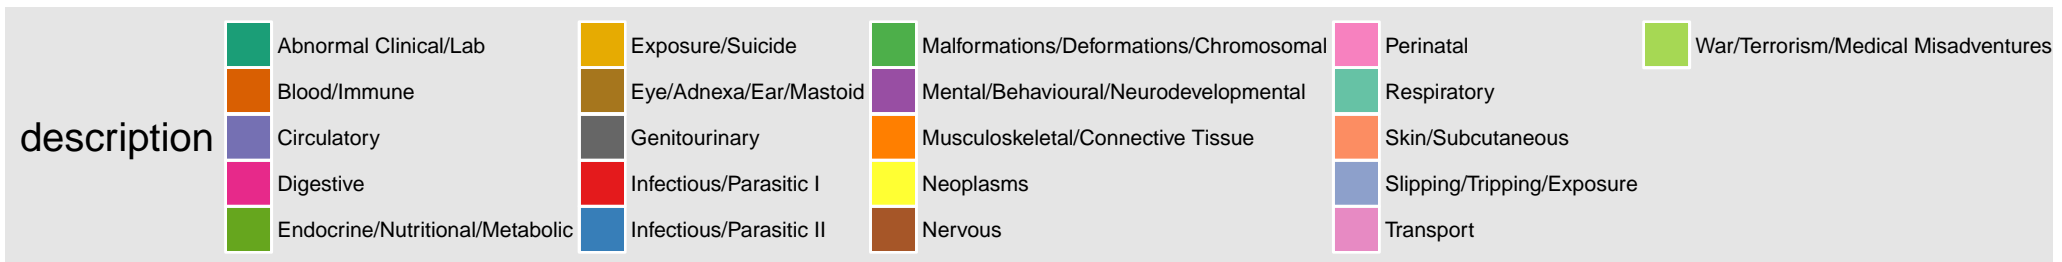 description
Abnormal Clinical/Lab
Blood/Immune
Circulatory
Digestive
Endocrine/Nutritional/Metabolic
Exposure/Suicide
Eye/Adnexa/Ear/Mastoid
Genitourinary
Infectious/Parasitic I
Infectious/Parasitic II
Malformations/Deformations/Chromosomal
Mental/Behavioural/Neurodevelopmental
Musculoskeletal/Connective Tissue
Neoplasms
Nervous
Perinatal
Respiratory
Skin/Subcutaneous
Slipping/Tripping/Exposure
Transport
War/Terrorism/Medical Misadventures